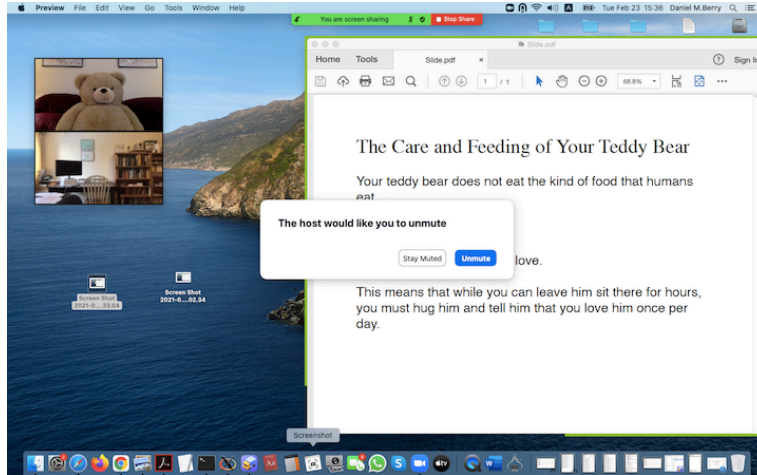 Preview File Edit View Go Tools Window Help
Tue Feb 23 15:36 Daniel M.Berry
You are screen sharing Stop Share
Slide.pdf
Home Tools Slide.pdf × Sign In
1 / 1 68.8%
The Care and Feeding of Your Teddy Bear
Your teddy bear does not eat the kind of food that humans
eat
The host would like you to unmute
Stay Muted Unmute
love.
This means that while you can leave him sit there for hours,
you must hug him and tell him that you love him once per
day.
Screen Shot
2021-0....33.04
Screen Shot
2021-0....02.34
Screenshot
tv